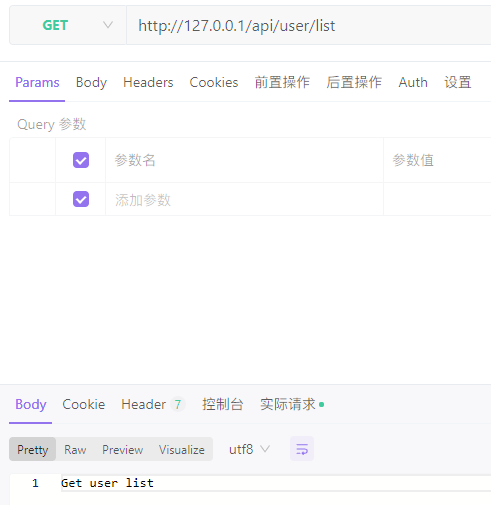 GET http://127.0.0.1/api/user/list
Params Body Headers Cookies 前置操作 后置操作 Auth 设置
Query 参数
参数名 参数值
添加参数
Body Cookie Header 7 控制台 实际请求
Pretty Raw Preview Visualize utf8
1 Get user list